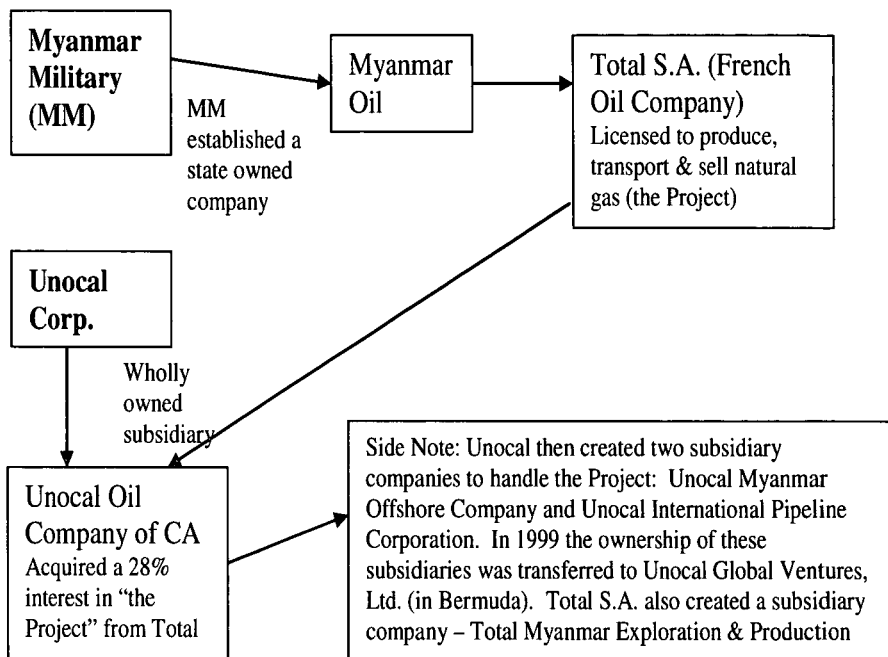 Myanmar
Military
(MM)
MM
established a
state owned
company
Myanmar
Oil
Total S.A. (French
Oil Company)
Licensed to produce,
transport & sell natural
gas (the Project)
Unocal
Corp.
Wholly
owned
subsidiary
Unocal Oil
Company of CA
Acquired a 28%
interest in “the
Project” from Total
Side Note: Unocal then created two subsidiary
companies to handle the Project: Unocal Myanmar
Offshore Company and Unocal International Pipeline
Corporation. In 1999 the ownership of these
subsidiaries was transferred to Unocal Global Ventures,
Ltd. (in Bermuda). Total S.A. also created a subsidiary
company – Total Myanmar Exploration & Production